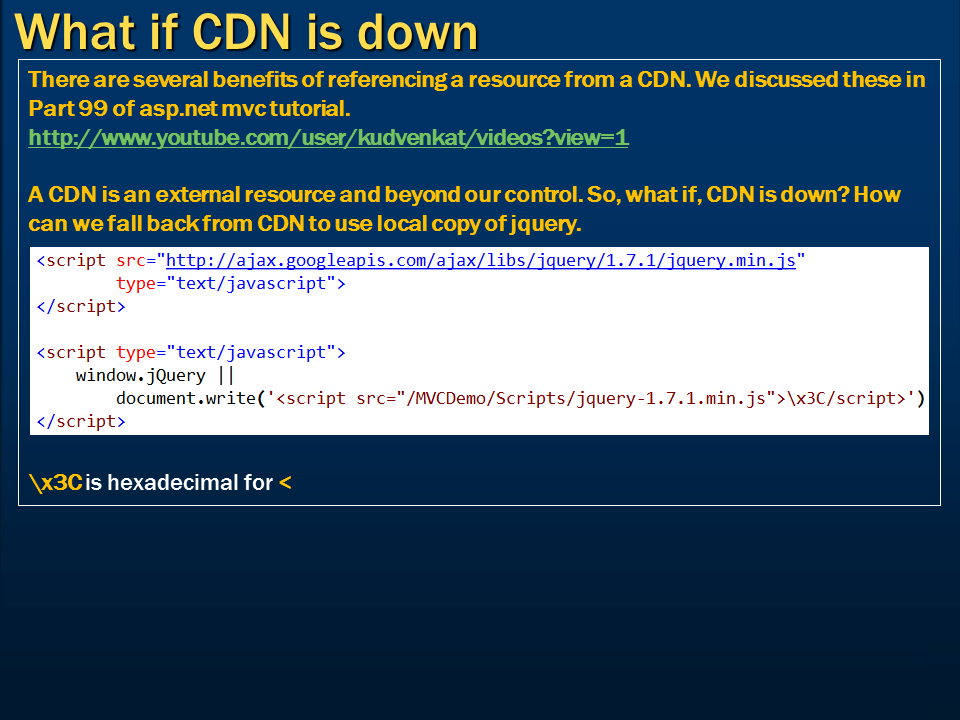 What if CDN is down
There are several benefits of referencing a resource from a CDN. We discussed these in
Part 99 of asp.net mvc tutorial.
http://www.youtube.com/user/kudvenkat/videos?view=1
A CDN is an external resource and beyond our control. So, what if, CDN is down? How
can we fall back from CDN to use local copy of jquery.
<script src="http://ajax.googleapis.com/ajax/libs/jquery/1.7.1/jquery.min.js"
type="text/javascript">
</script>
<script type="text/javascript">
window.jQuery ||
document.write('<script src="/MVCDemo/Scripts/jquery-1.7.1.min.js">\x3C/script>')
</script>
\x3C is hexadecimal for <